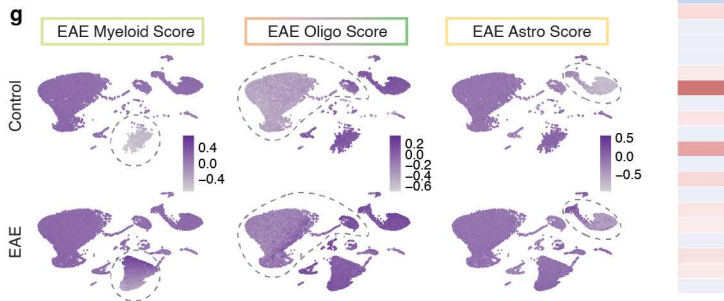 g
EAE Myeloid Score
EAE Oligo Score
EAE Astro Score
Control
0.4
0.0
−0.4
0.2
0.0
−0.2
−0.4
−0.6
0.5
0.0
−0.5
EAE